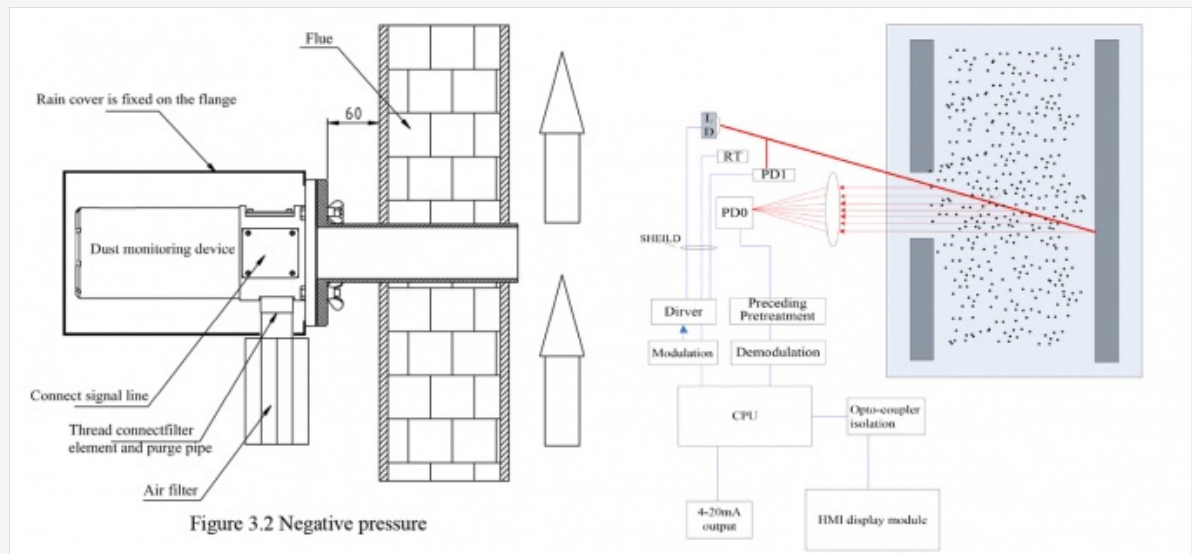 Flue
Rain cover is fixed on the flange
60
Dust monitoring device
Connect signal line
Thread connectfilter
element and purge pipe
Air filter
Figure 3.2 Negative pressure
L
D
RT
PD1
PD0
SHEILD
Dirver
Preceding
Pretreatment
Modulation
Demodulation
CPU
Opto-coupler
isolation
4-20mA
output
HMI display module